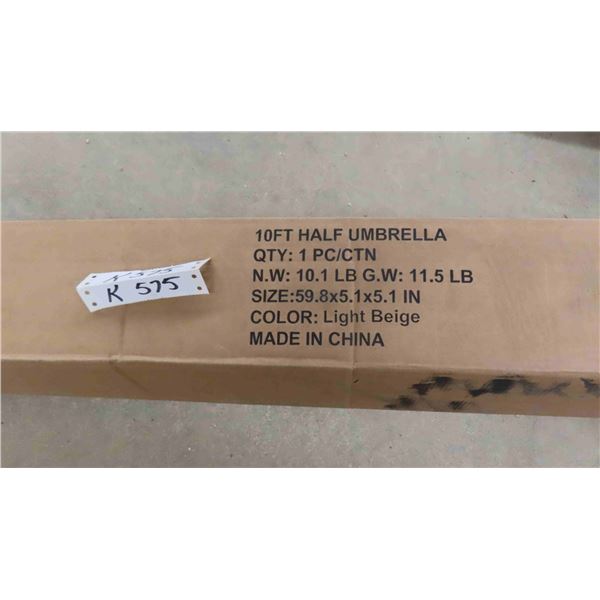 K 575
K 575
10FT HALF UMBRELLA
QTY: 1 PC/CTN
N.W: 10.1 LB G.W: 11.5 LB
SIZE:59.8x5.1x5.1 IN
COLOR: Light Beige
MADE IN CHINA